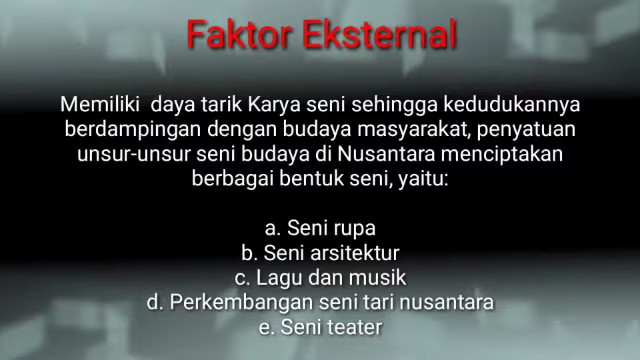 Faktor Eksternal
Memiliki daya tarik Karya seni sehingga kedudukannya
berdampingan dengan budaya masyarakat, penyatuan
unsur-unsur seni budaya di Nusantara menciptakan
berbagai bentuk seni, yaitu:
a. Seni rupa
b. Seni arsitektur
c. Lagu dan musik
d. Perkembangan seni tari nusantara
e. Seni teater